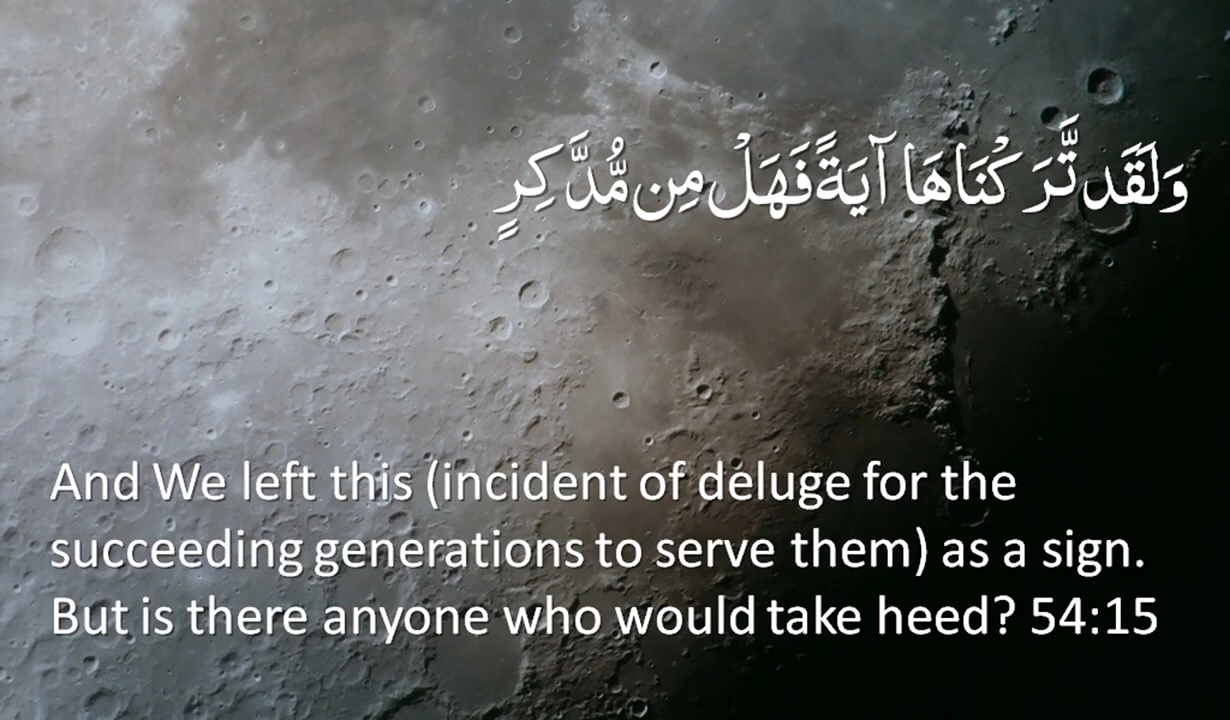 وَلَقَد تَّرَكْنَاهَا آيَةً فَهَلْ مِن مُّدَّكِرٍ
And We left this (incident of deluge for the
succeeding generations to serve them) as a sign.
But is there anyone who would take heed? 54:15